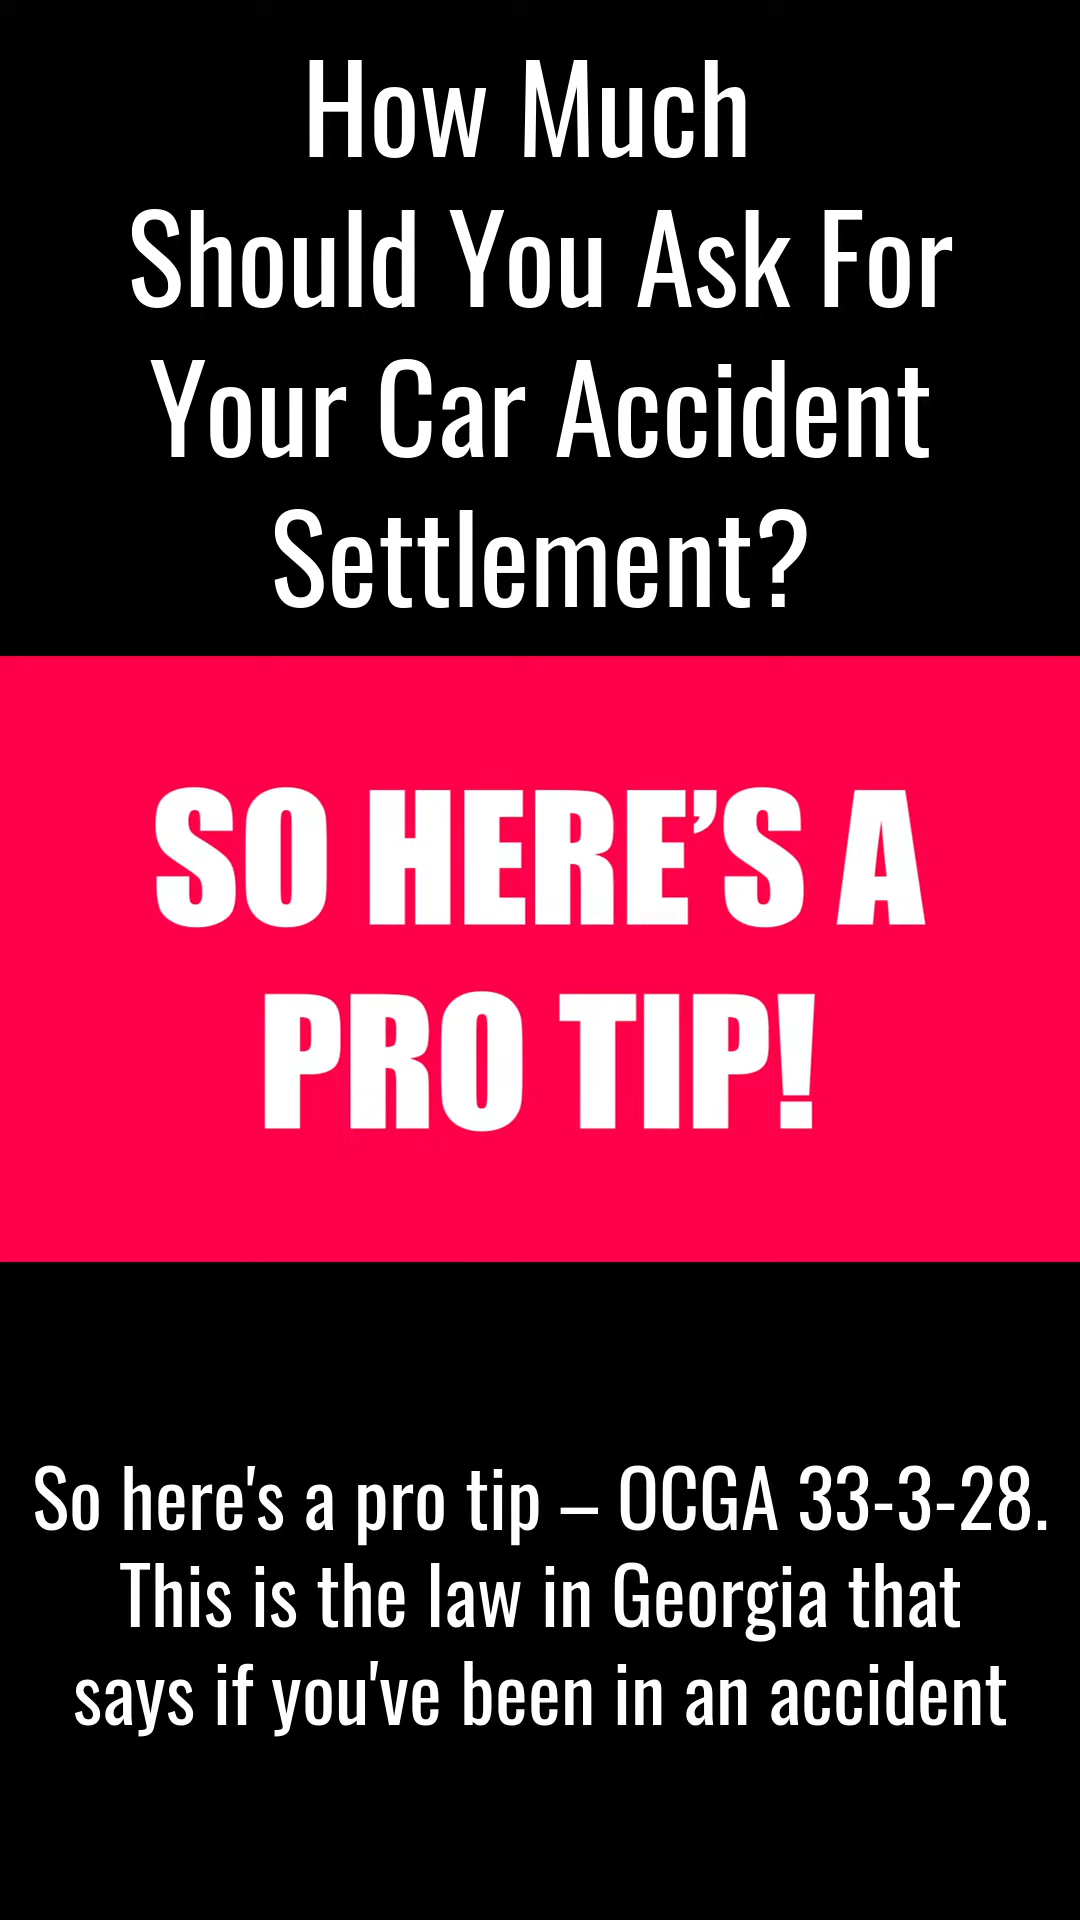 How Much
Should You Ask For
Your Car Accident
Settlement?
SO HERE’S A
PRO TIP!
So here's a pro tip – OCGA 33-3-28.
This is the law in Georgia that
says if you've been in an accident